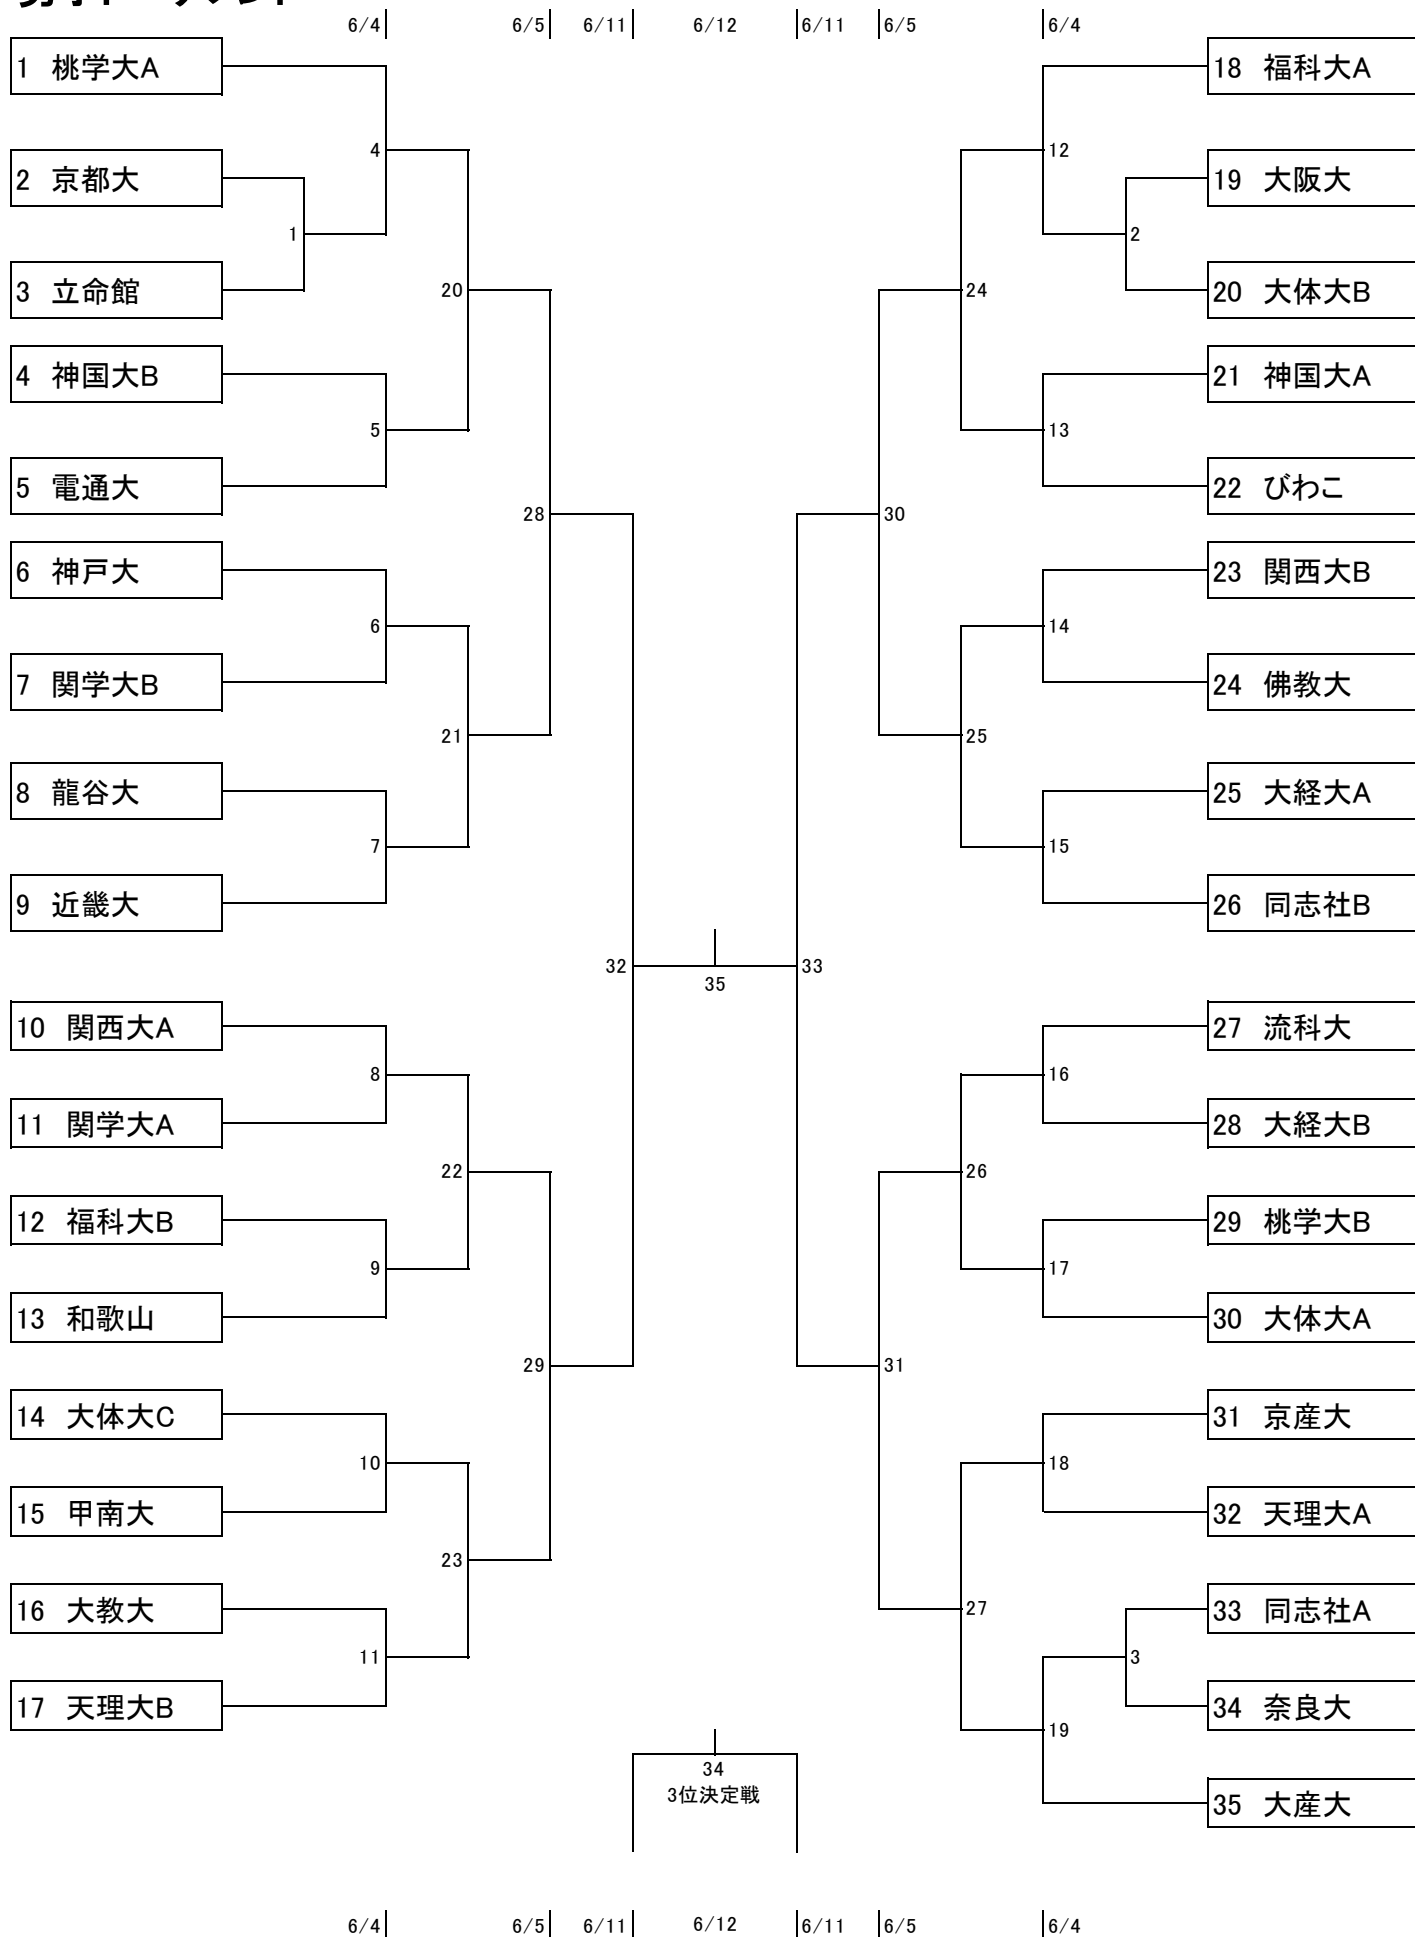 6/4 6/5 6/11 6/12 6/11 6/5 6/4
1 桃学大A
18 福科大A
4
12
2 京都大
19 大阪大
1
2
3 立命館
20
24
20 大体大B
4 神国大B
21 神国大A
5
13
5 電通大
22 びわこ
28
30
6 神戸大
23 関西大B
6
14
7 関学大B
24 佛教大
21
25
8 龍谷大
25 大経大A
7
15
9 近畿大
26 同志社B
32
33
35
10 関西大A
27 流科大
8
16
11 関学大A
28 大経大B
22
26
12 福科大B
29 桃学大B
9
17
13 和歌山
30 大体大A
29
31
14 大体大C
31 京産大
10
18
15 甲南大
32 天理大A
23
27
16 大教大
33 同志社A
11
3
17 天理大B
34 奈良大
19
34
3位決定戦
35 大産大
6/4 6/5 6/11 6/12 6/11 6/5 6/4